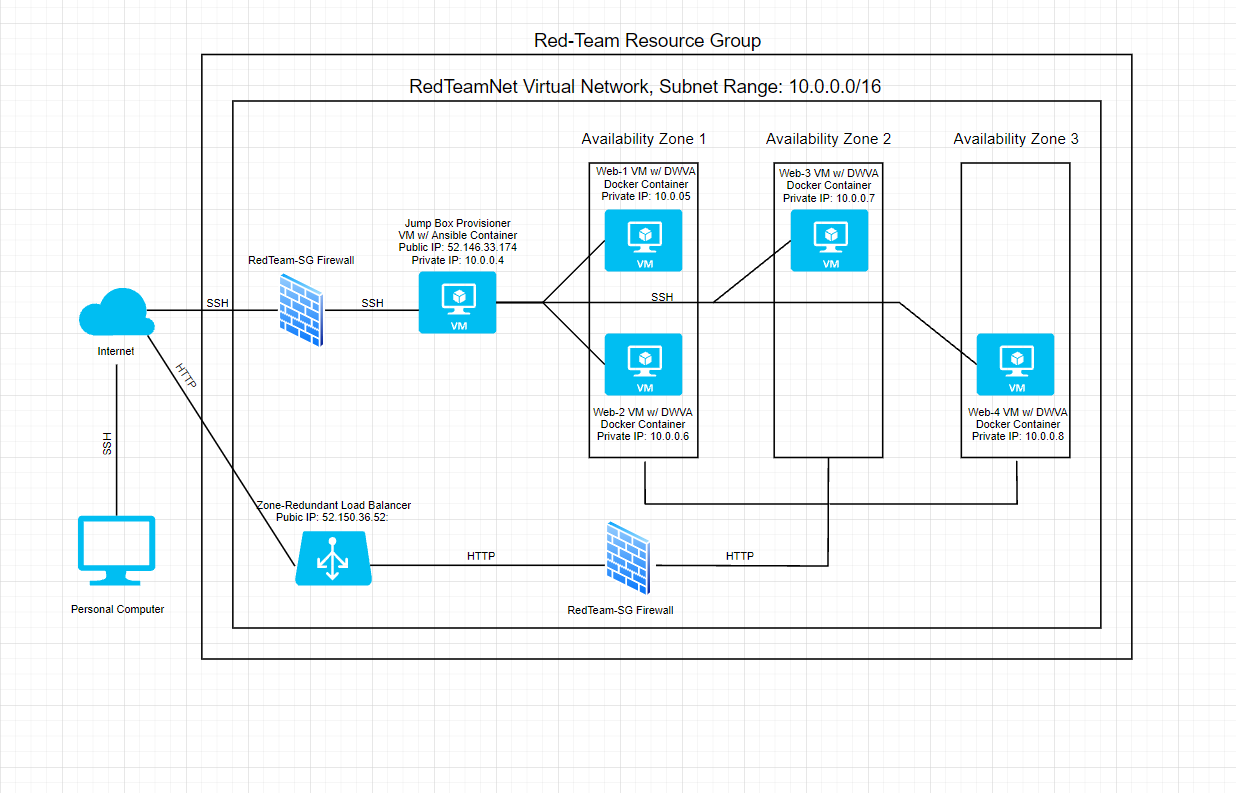 Red-Team Resource Group
RedTeamNet Virtual Network, Subnet Range: 10.0.0.0/16
Availability Zone 1
Availability Zone 2
Availability Zone 3
Web-1 VM w/ DWVA
Docker Container
Private IP: 10.0.05
VM
Web-3 VM w/ DWVA
Docker Container
Private IP: 10.0.0.7
VM
Jump Box Provisioner
VM w/ Ansible Container
Public IP: 52.146.33.174
Private IP: 10.0.0.4
VM
RedTeam-SG Firewall
SSH
SSH
SSH
Internet
HTTP
SSH
VM
Web-2 VM w/ DWVA
Docker Container
Private IP: 10.0.0.6
VM
Web-4 VM w/ DWVA
Docker Container
Private IP: 10.0.0.8
Zone-Redundant Load Balancer
Pubic IP: 52.150.36.52:
HTTP
HTTP
RedTeam-SG Firewall
Personal Computer